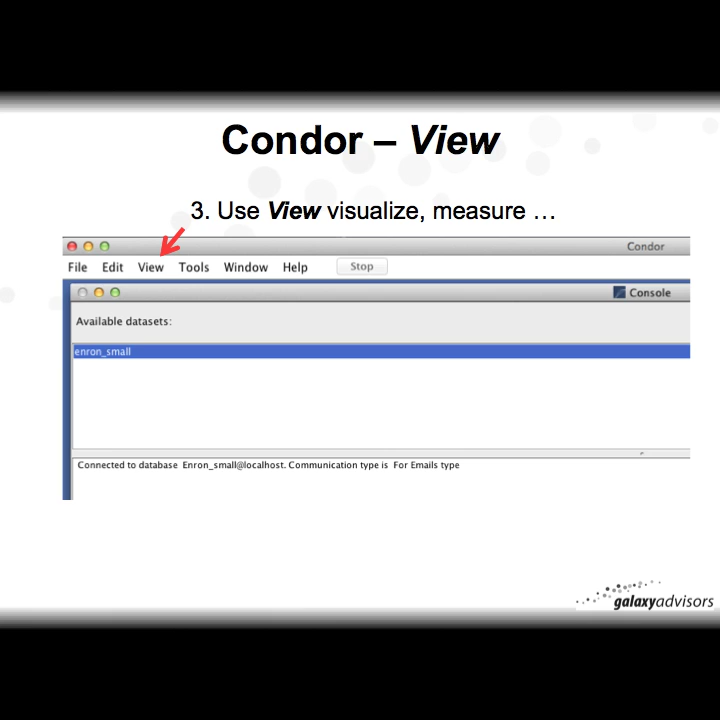 Condor – View
3. Use View visualize, measure …
Condor
File Edit View Tools Window Help Stop
Console
Available datasets:
enron_small
Connected to database Enron_small@localhost. Communication type is For Emails type
galaxyadvisors